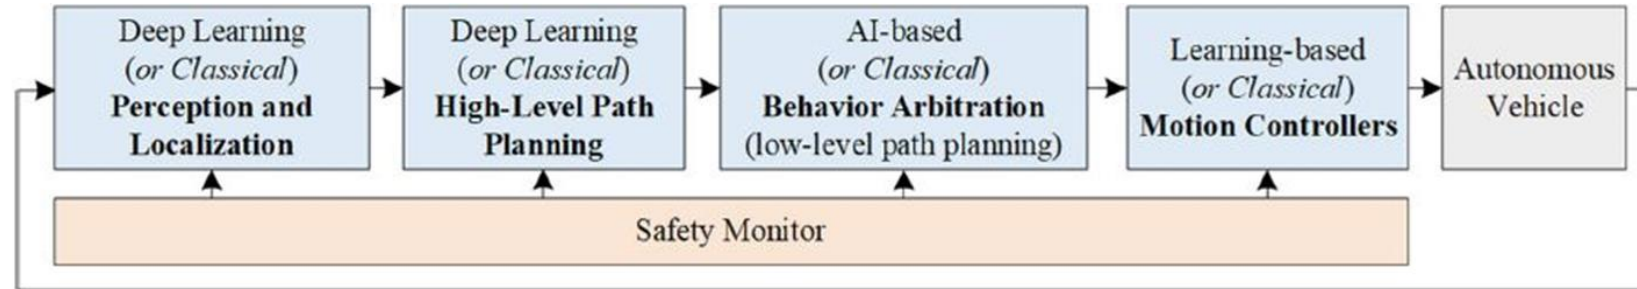 Deep Learning
(or Classical)
Perception and
Localization
Deep Learning
(or Classical)
High-Level Path
Planning
AI-based
(or Classical)
Behavior Arbitration
(low-level path planning)
Learning-based
(or Classical)
Motion Controllers
Autonomous
Vehicle
Safety Monitor